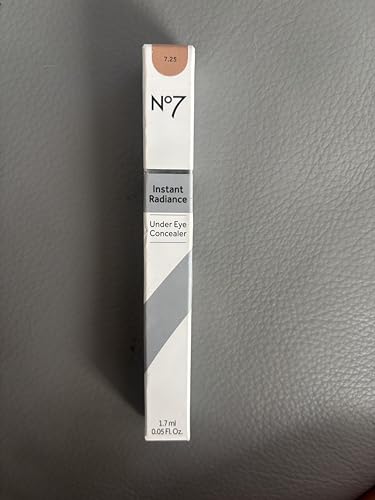 7.25
No7
Instant
Radiance
Under Eye
Concealer
1.7 ml
0.05 Fl. Oz.